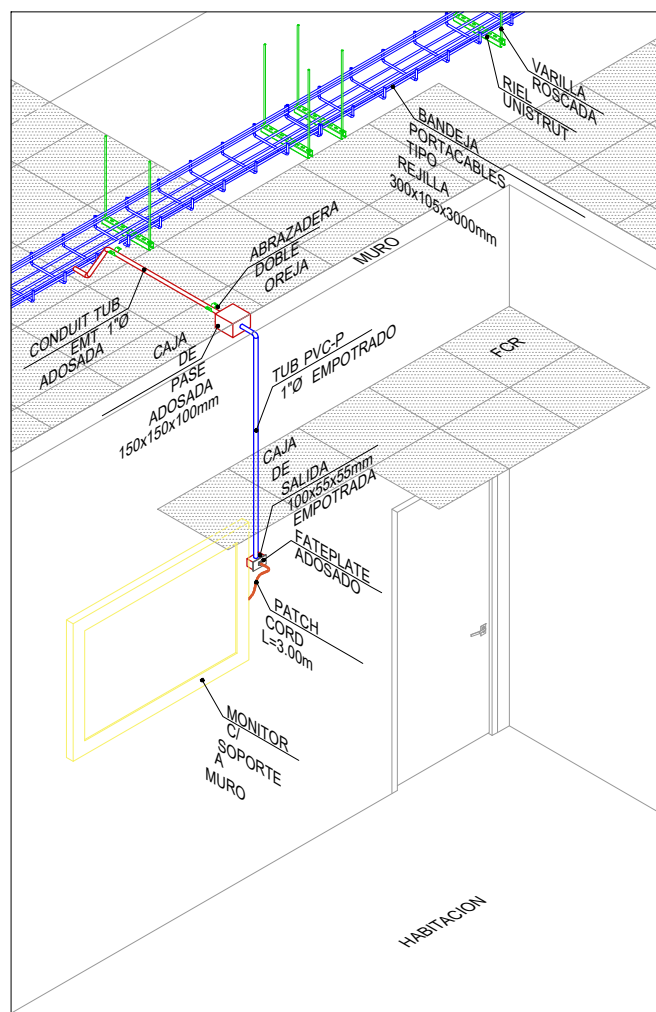 VARILLA
ROSCADA
RIEL
UNISTRUT
BANDEJA
PORTACABLES
TIPO
REJILLA
300x105x3000mm
ABRAZADERA
DOBLE
OREJA
MURO
CONDUIT TUB
EMT 1"Ø
ADOSADA
CAJA
DE
PASE
ADOSADA
150x150x100mm
TUB PVC-P
1"Ø EMPOTRADO
FCR
CAJA
DE
SALIDA
100x55x55mm
EMPOTRADA
FATEPLATE
ADOSADO
PATCH
CORD
L=3.00m
MONITOR
C/
SOPORTE
A
MURO
HABITACION